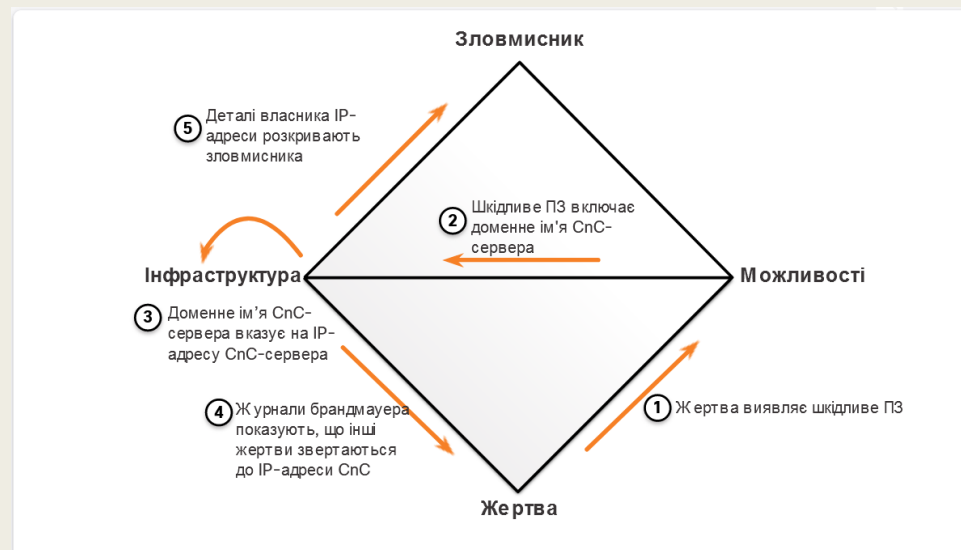 Зловмисник
5
Деталі власника IP-
адреси розкривають
зловмисника
2
Шкідливе ПЗ включає
доменне ім'я CnC-
сервера
Інфраструктура
Можливості
3
Доменне ім'я CnC-
сервера вказує на IP-
адресу CnC-сервера
4
Журнали брандмауера
показують, що інші
жертви звертаються
до IP-адреси CnC
1
Жертва виявляє шкідливе ПЗ
Жертва